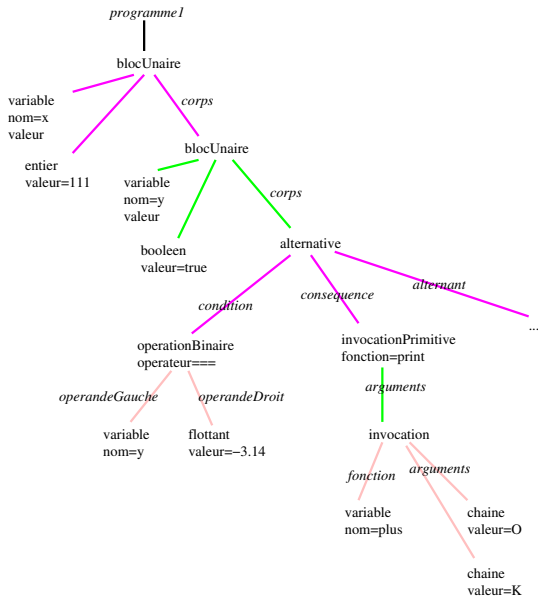 programme1
blocUnaire
variable
nom=x
valeur
corps
entier
valeur=111
blocUnaire
variable
nom=y
valeur
corps
booleen
valeur=true
alternative
condition
consequence
alternant
...
operationBinaire
operateur===
invocationPrimitive
fonction=print
operandeGauche
operandeDroit
arguments
variable
nom=y
flottant
valeur=−3.14
invocation
fonction
arguments
variable
nom=plus
chaine
valeur=O
chaine
valeur=K